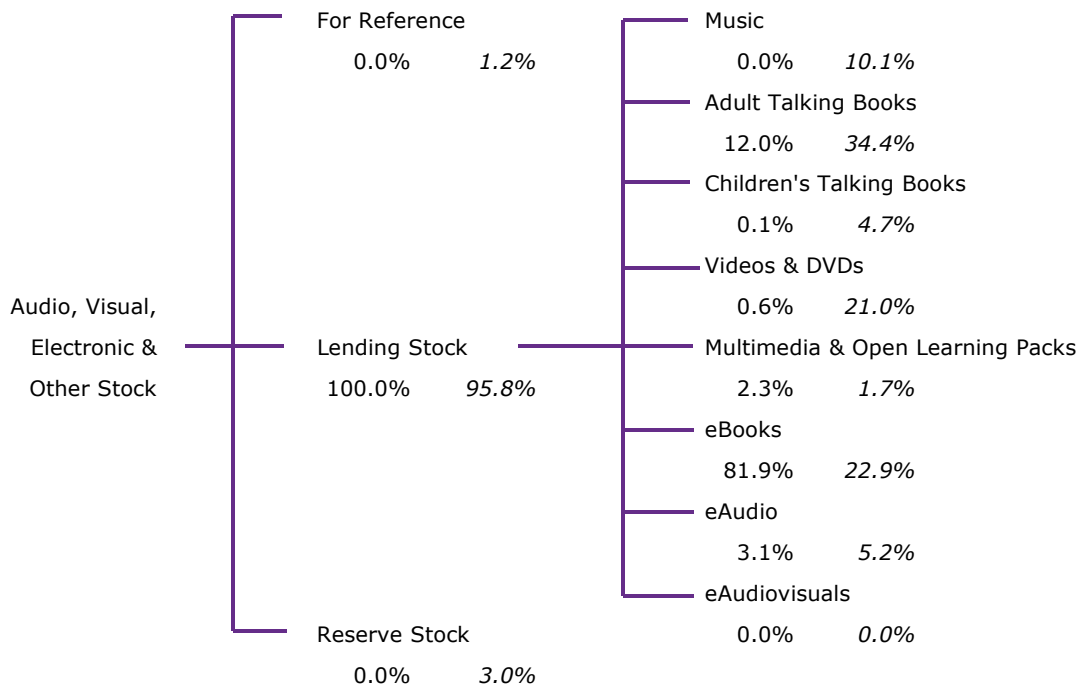 For Reference
0.0% 1.2%
Music
0.0% 10.1%
Adult Talking Books
12.0% 34.4%
Children's Talking Books
0.1% 4.7%
Videos & DVDs
0.6% 21.0%
Audio, Visual,
Electronic &
Other Stock
Lending Stock
100.0% 95.8%
Multimedia & Open Learning Packs
2.3% 1.7%
eBooks
81.9% 22.9%
eAudio
3.1% 5.2%
eAudiovisuals
0.0% 0.0%
Reserve Stock
0.0% 3.0%